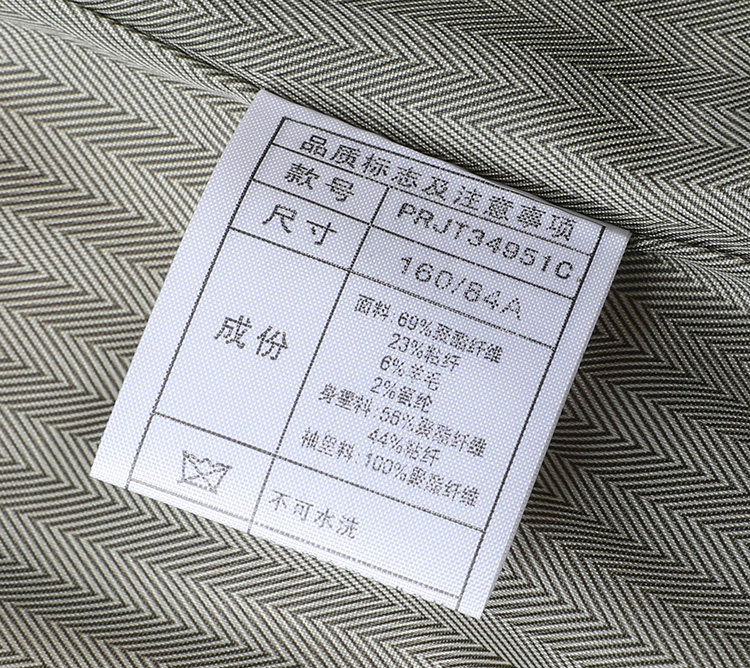 品质标志及注意事项
款号 PRJT34951C
尺寸 160/84A
成份
面料:69%聚酯纤维
23%粘纤
6%羊毛
2%氨纶
身里料:56%聚酯纤维
44%粘纤
袖里料:100%聚酯纤维
不可水洗